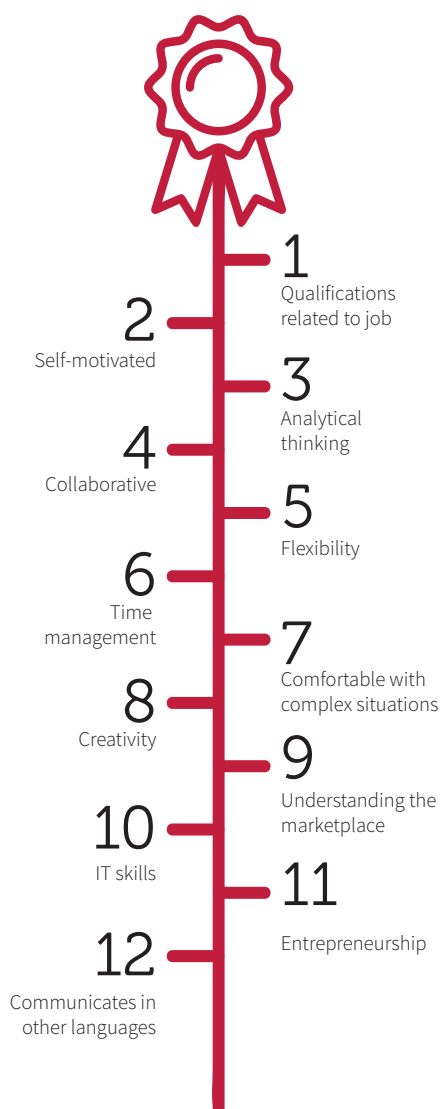 1
Qualifications
related to job
2
Self-motivated
3
Analytical
thinking
4
Collaborative
5
Flexibility
6
Time
management
7
Comfortable with
complex situations
8
Creativity
9
Understanding the
marketplace
10
IT skills
11
Entrepreneurship
12
Communicates in
other languages